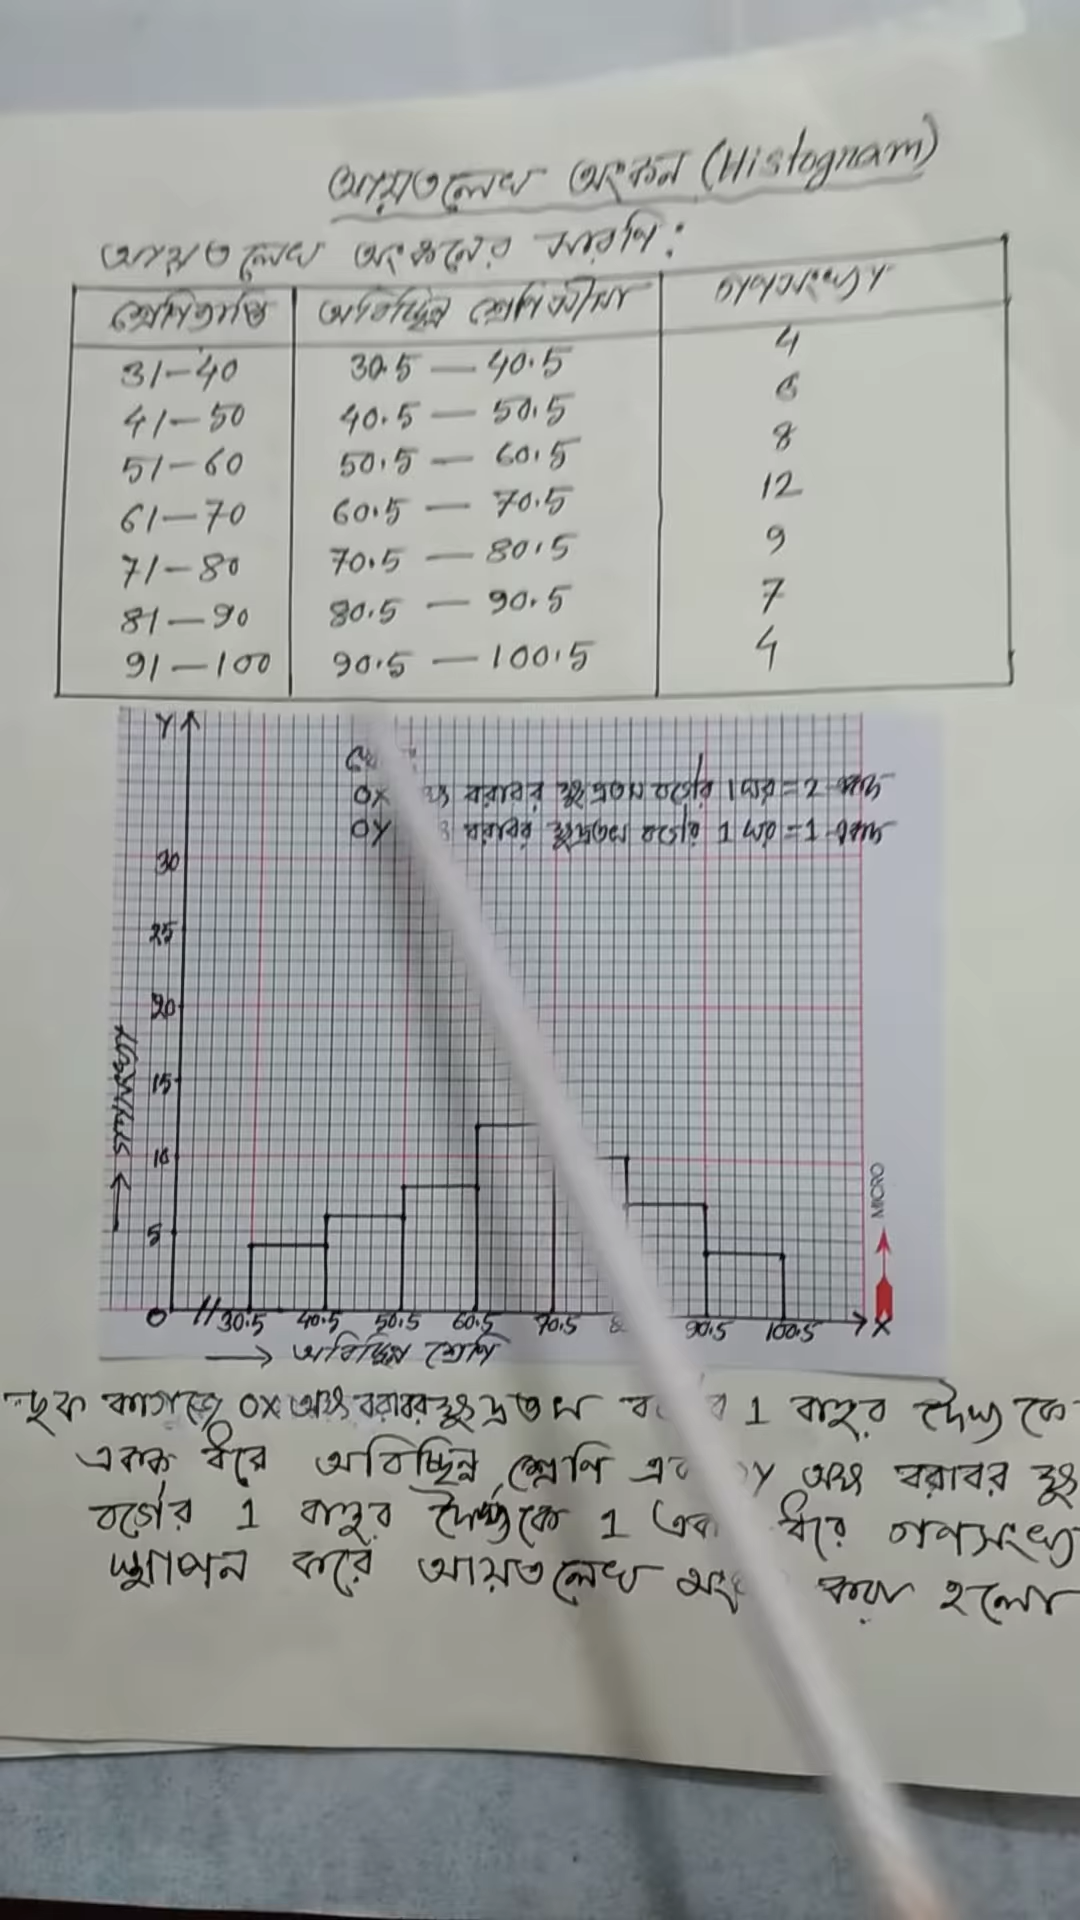 আয়তলেখ অংকন (Histogram)
আয়তলেখ অংকনের সারণি:
শ্রেণিব্যাপ্তি অবিচ্ছিন্ন শ্রেণিসীমা গণসংখ্যা
31–40 30.5 — 40.5 4
41–50 40.5 — 50.5 6
51–60 50.5 — 60.5 8
61–70 60.5 — 70.5 12
71–80 70.5 — 80.5 9
81–90 80.5 — 90.5 7
91–100 90.5 — 100.5 4
Y
OX বরাবর ক্ষুদ্রতম বর্গের 1 ঘর = 2 একক
OY বরাবর ক্ষুদ্রতম বর্গের 1 ঘর = 1 একক
30
25
20
15
10
5
গণসংখ্যা
MICRO
0 30.5 40.5 50.5 60.5 70.5 90.5 100.5 X
অবিচ্ছিন্ন শ্রেণি
ছক কাগজে OX অক্ষ বরাবর ক্ষুদ্রতম 1 বাহুর দৈর্ঘ্যকে
একক ধরে অবিচ্ছিন্ন শ্রেণি Y অক্ষ বরাবর
বর্গের 1 বাহুর দৈর্ঘ্যকে 1 ধরে গণসংখ্যা
স্থাপন করে আয়তলেখ করা হলো